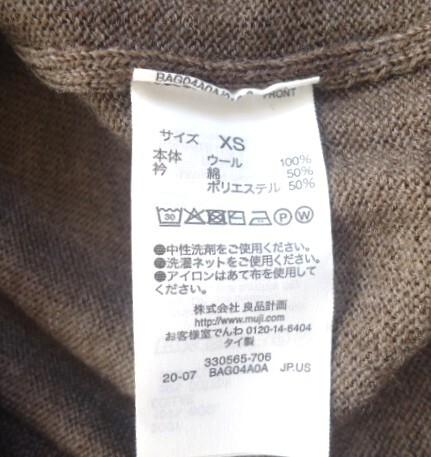 BAG04A0A
FRONT
サイズ XS
本体 ウール 100%
衿 綿 50%
ポリエステル 50%
30 P W
●中性洗剤をご使用ください。
●洗濯ネットをご使用ください。
●アイロンはあて布を使用して
ください。
株式会社 良品計画
http://www.muji.com
お客様室でんわ 0120-14-6404
タイ製
330565-706
20-07 BAG04A0A JP.US